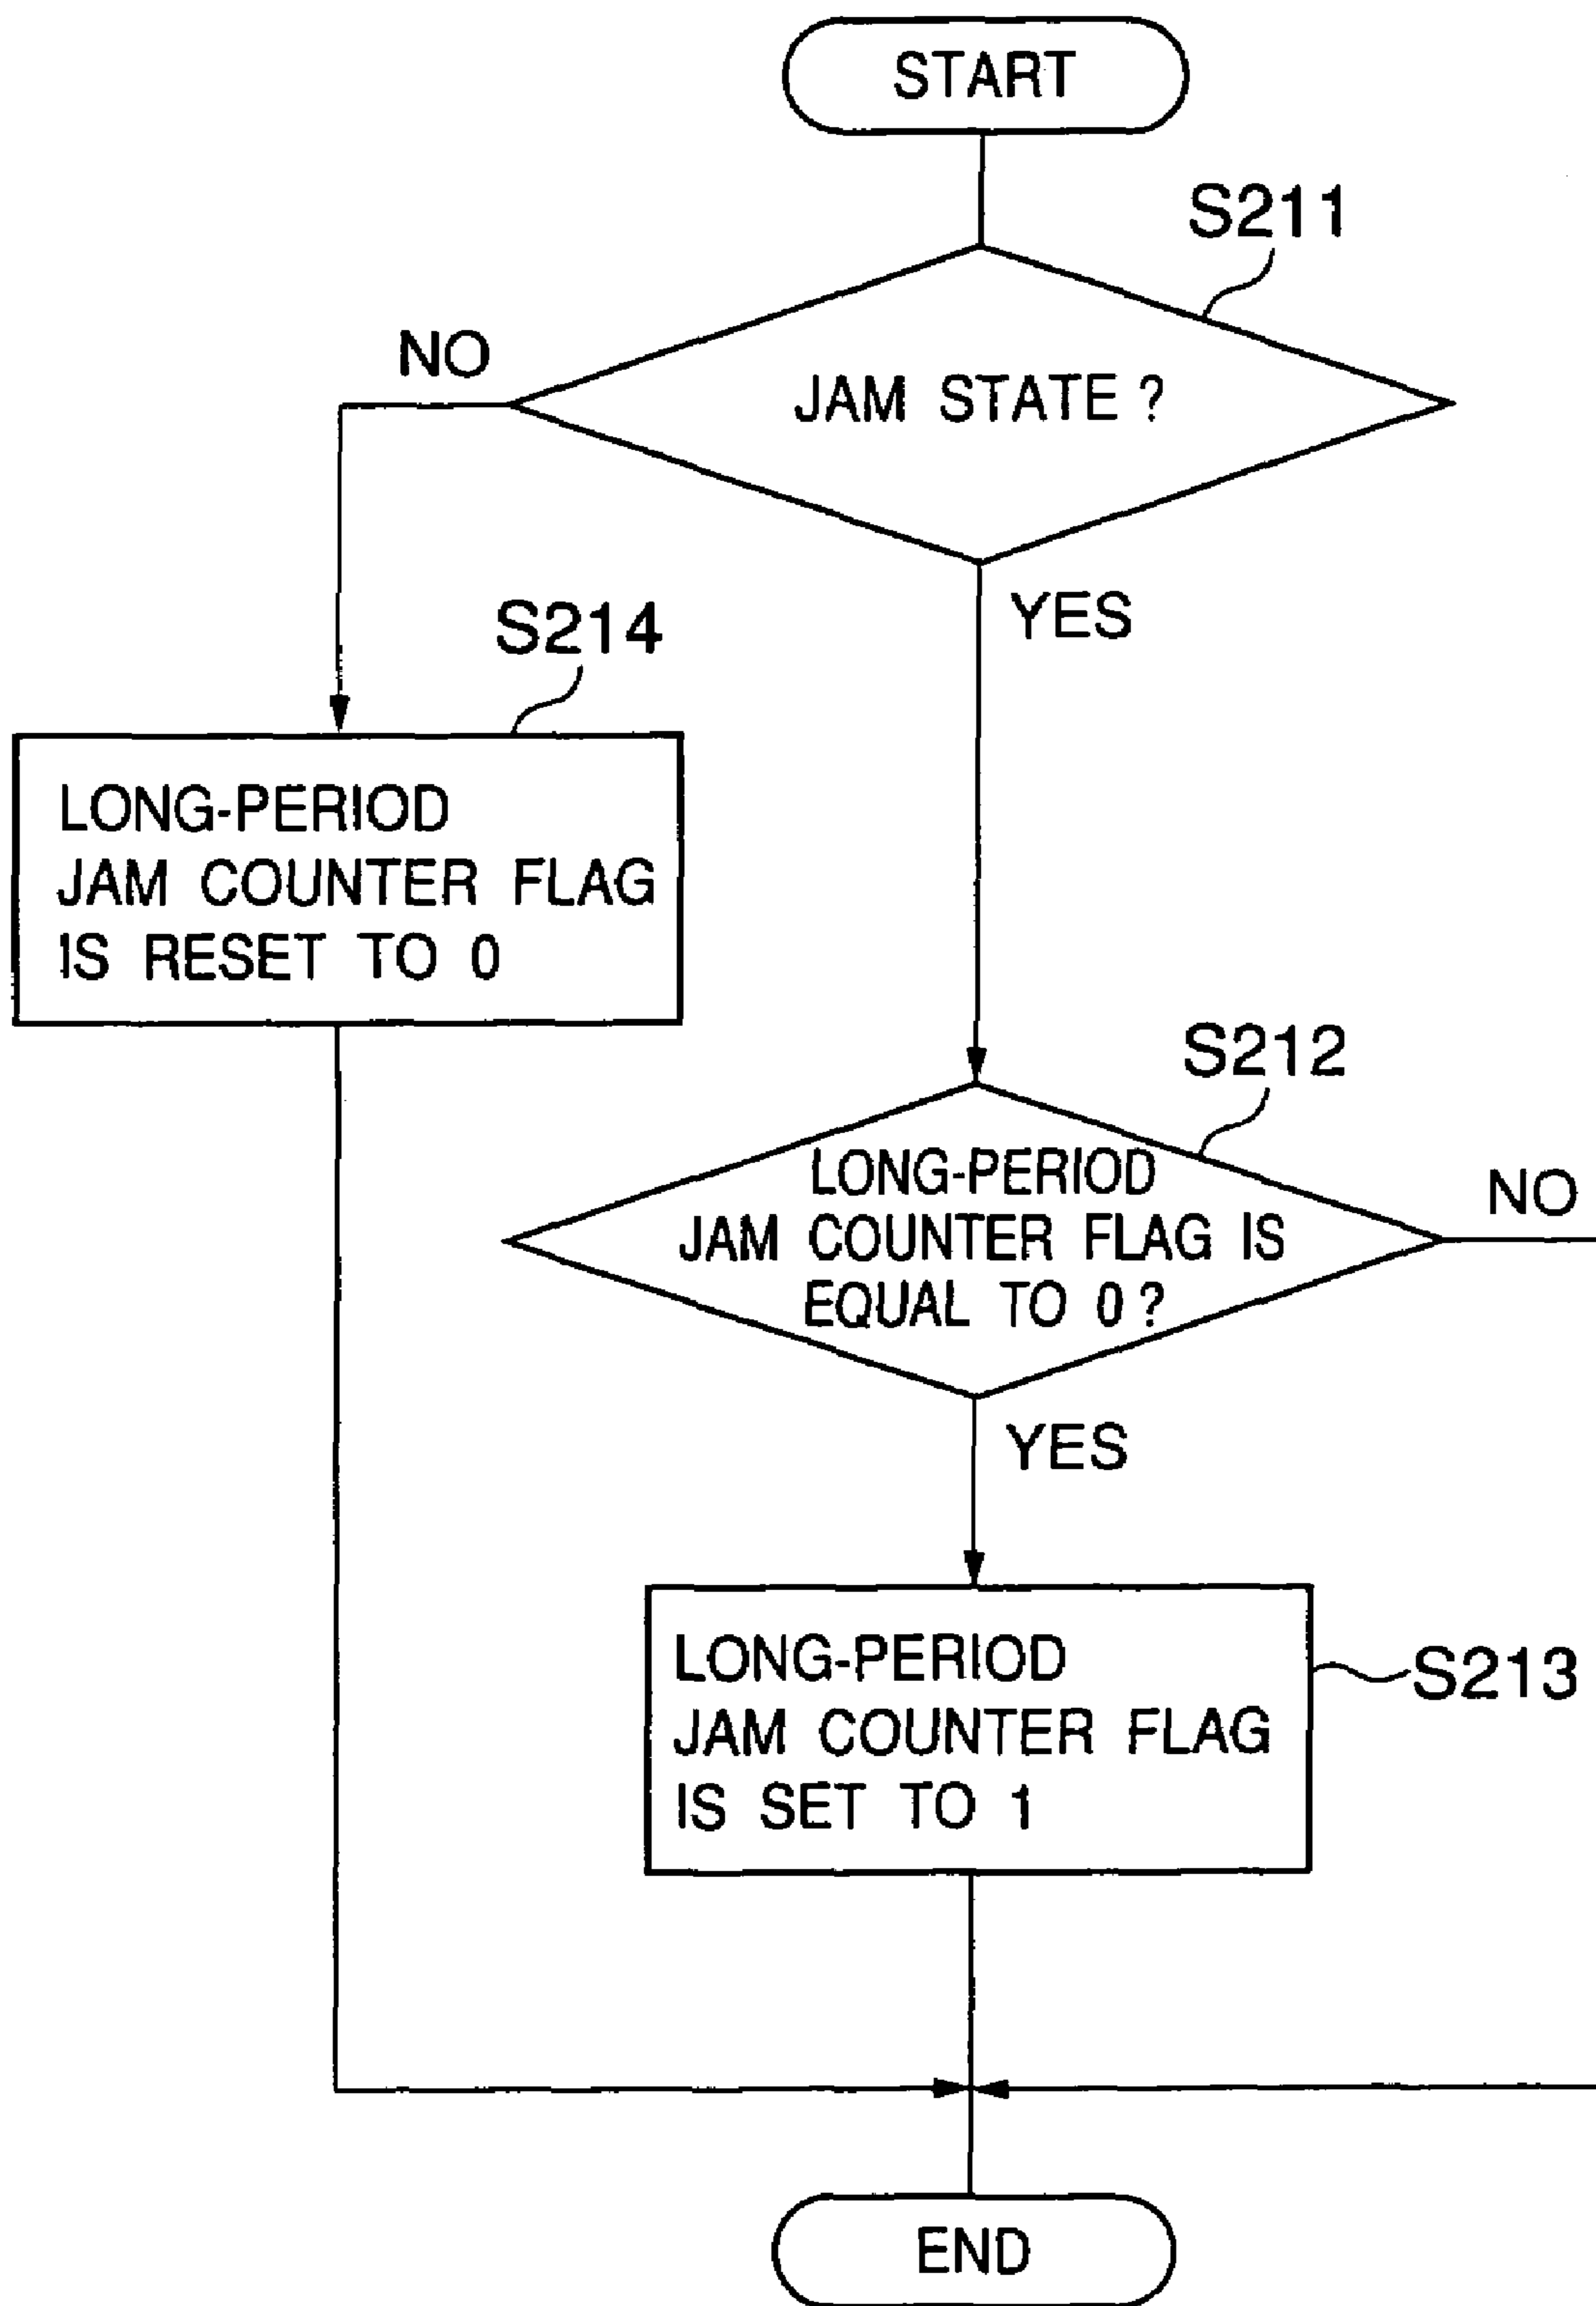 START
S211
NO
JAM STATE ?
YES
S214
LONG-PERIOD
JAM COUNTER FLAG
IS RESET TO 0
S212
LONG-PERIOD
JAM COUNTER FLAG IS
EQUAL TO 0 ?
NO
YES
LONG-PERIOD
JAM COUNTER FLAG
IS SET TO 1
S213
END